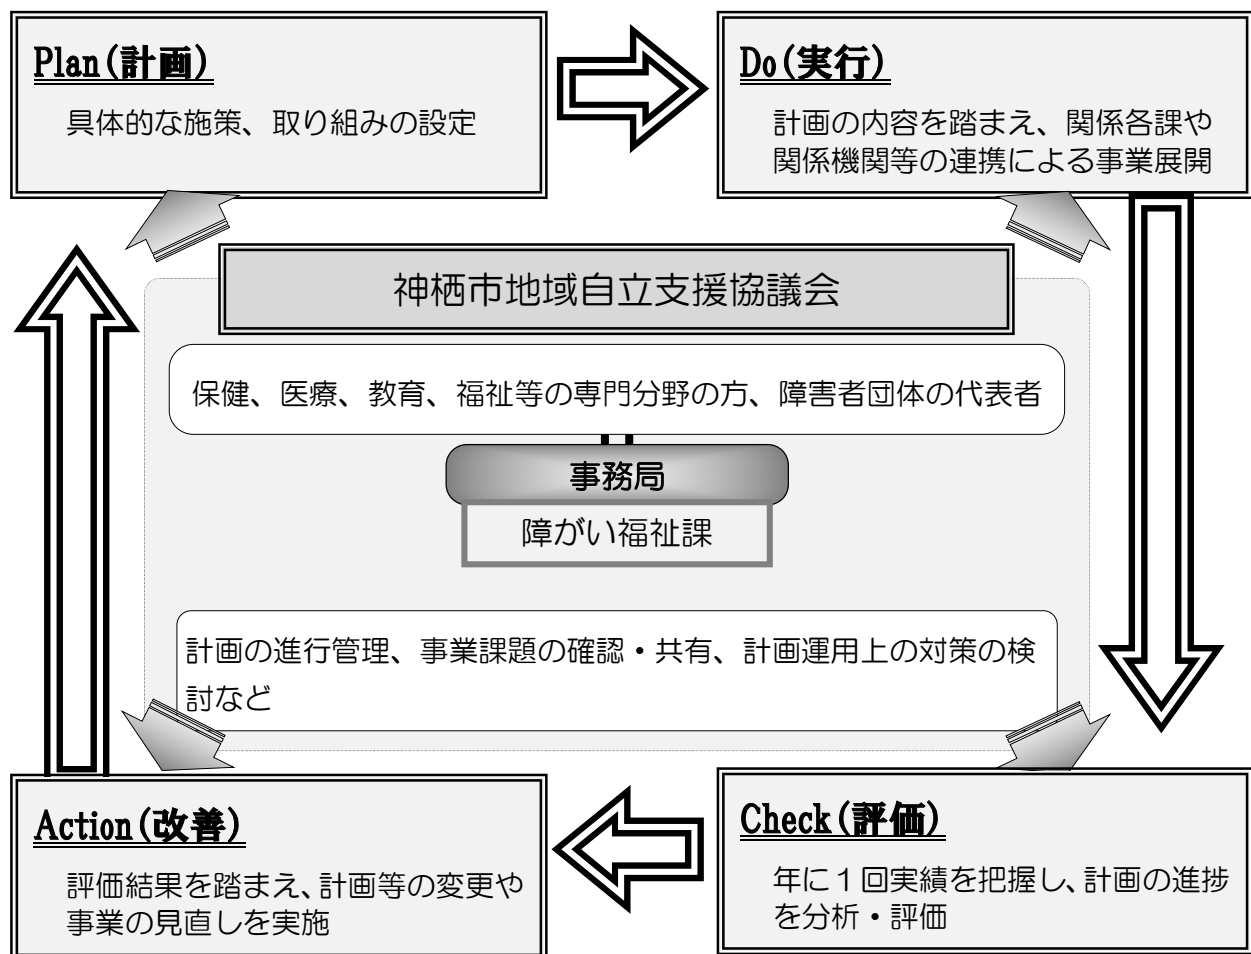 Plan(計画)
具体的な施策、取り組みの設定
Do(実行)
計画の内容を踏まえ、関係各課や
関係機関等の連携による事業展開
神栖市地域自立支援協議会
保健、医療、教育、福祉等の専門分野の方、障害者団体の代表者
事務局
障がい福祉課
計画の進行管理、事業課題の確認・共有、計画運用上の対策の検
討など
Action(改善)
評価結果を踏まえ、計画等の変更や
事業の見直しを実施
Check(評価)
年に１回実績を把握し、計画の進捗
を分析・評価